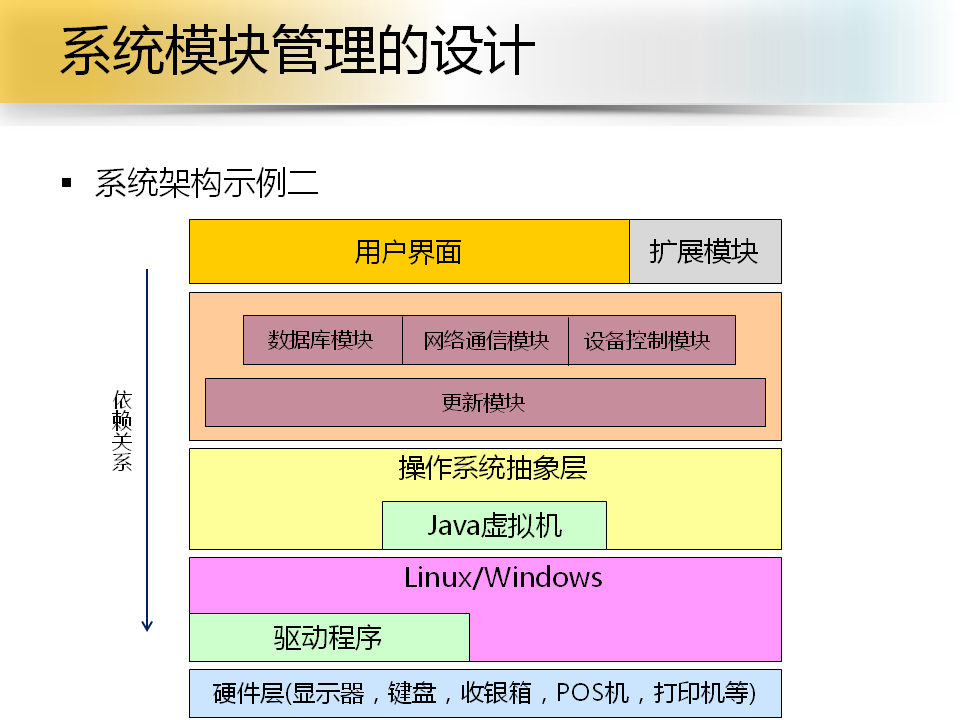 系统模块管理的设计
系统架构示例二
用户界面
扩展模块
数据库模块
网络通信模块
设备控制模块
更新模块
依赖关系
操作系统抽象层
Java虚拟机
Linux/Windows
驱动程序
硬件层(显示器，键盘，收银箱，POS机，打印机等)